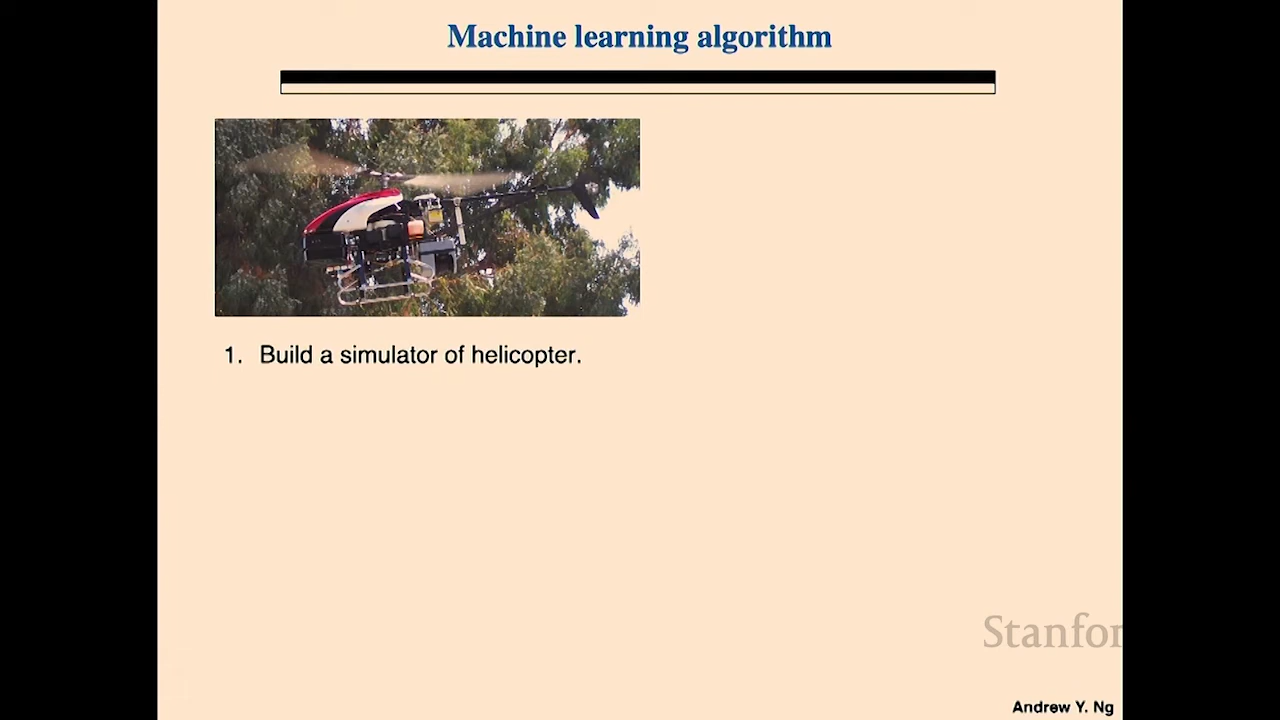 Machine learning algorithm
1. Build a simulator of helicopter.
Stanfor
Andrew Y. Ng